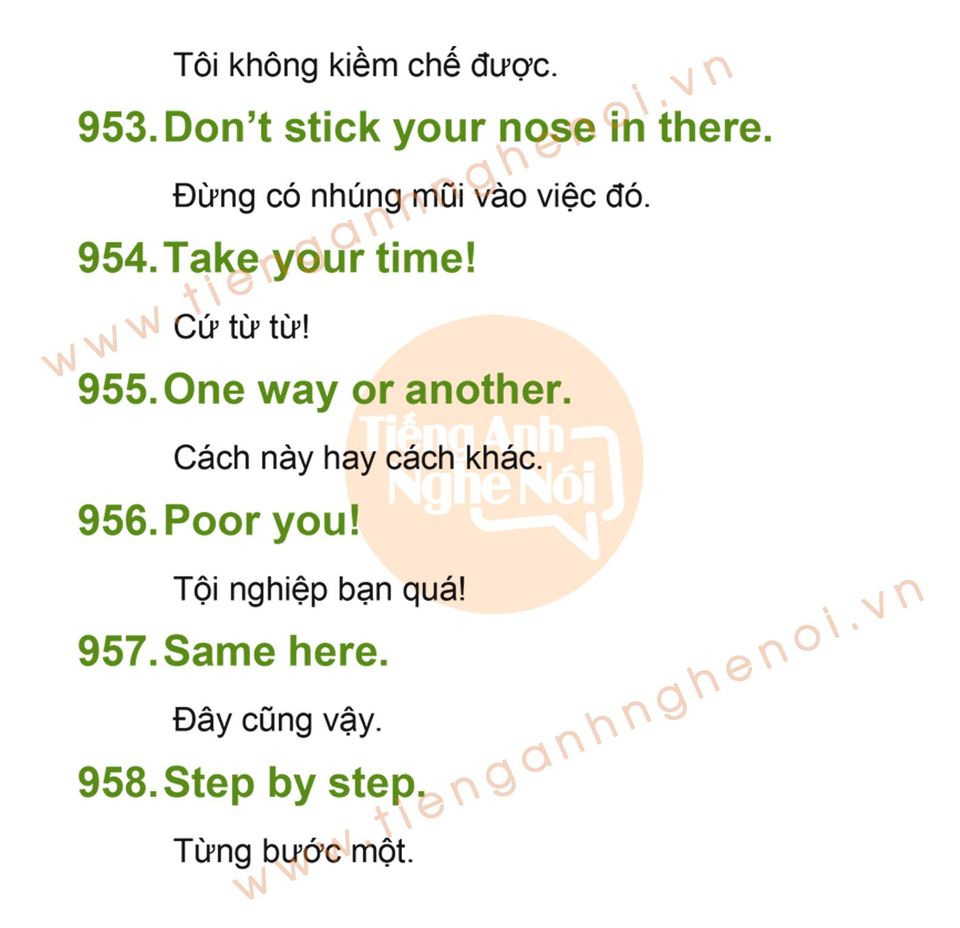 Tôi không kiềm chế được.
953. Don’t stick your nose in there.
Đừng có nhúng mũi vào việc đó.
954. Take your time!
Cứ từ từ!
955. One way or another.
Cách này hay cách khác.
956. Poor you!
Tội nghiệp bạn quá!
957. Same here.
Đây cũng vậy.
958. Step by step.
Từng bước một.
www.tienganhnghenoi.vn
Tiếng Anh
Nghe Nói
www.tienganhnghenoi.vn